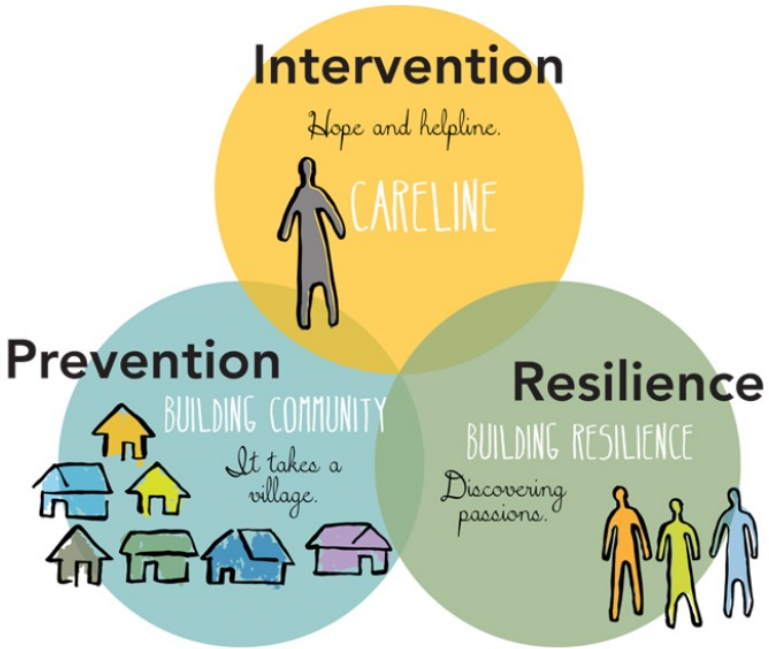 Intervention
Hope and helpline.
CARELINE
Prevention
BUILDING COMMUNITY
It takes a
village.
Resilience
BUILDING RESILIENCE
Discovering
passions.